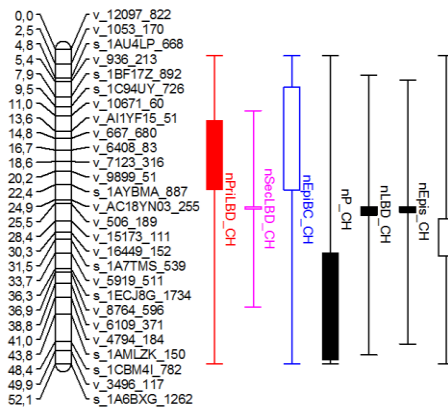 0,0 v_12097_822
2,5 v_1053_170
4,8 s_1AU4LP_668
5,4 v_936_213
7,9 s_1BF17Z_892
9,5 s_1C94UY_726
11,0 v_10671_60
13,6 v_AI1YF15_51
14,8 v_667_680
16,7 v_6408_83
18,6 v_7123_316
20,2 v_9899_51
22,4 s_1AYBMA_887
24,9 v_AC18YN03_255
25,5 v_506_189
28,4 v_15173_111
30,3 v_16449_152
31,5 s_1A7TMS_539
33,7 v_5919_511
36,3 s_1ECJ8G_1734
36,9 v_8764_596
38,8 v_6109_371
41,0 v_4794_184
43,8 s_1AMLZK_150
48,4 s_1CBM4I_782
49,9 v_3496_117
52,1 s_1A6BXG_1262
nPriLBD_CH
nSecLBD_CH
nEpiBC_CH
nP_CH
nLBD_CH
nEpis_CH